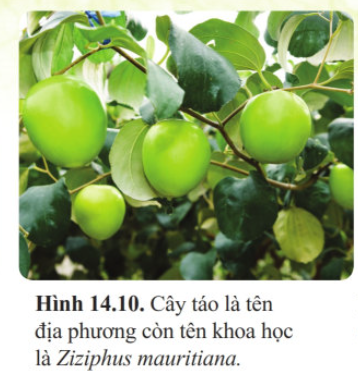 Hình 14.10. Cây táo là tên
địa phương còn tên khoa học
là Ziziphus mauritiana.